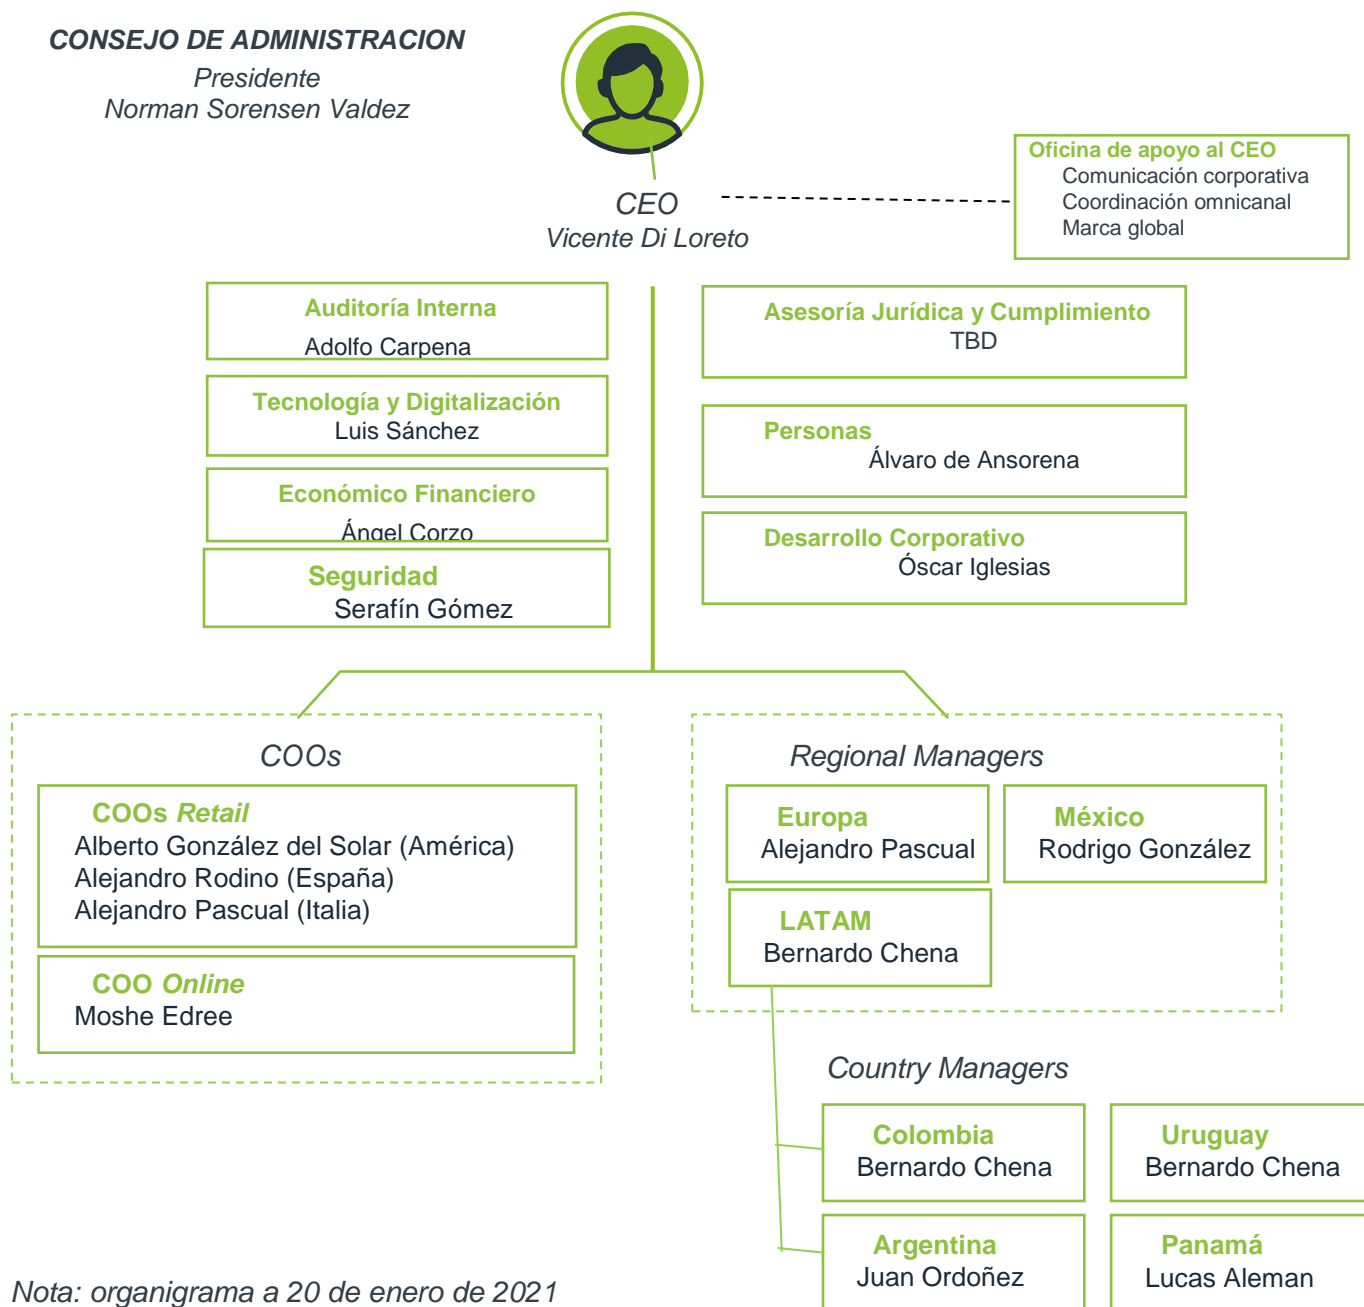 CONSEJO DE ADMINISTRACION
Presidente
Norman Sorensen Valdez
CEO
Vicente Di Loreto
Oficina de apoyo al CEO
Comunicación corporativa
Coordinación omnicanal
Marca global
Auditoría Interna
Adolfo Carpena
Tecnología y Digitalización
Luis Sánchez
Económico Financiero
Ángel Corzo
Seguridad
Serafín Gómez
Asesoría Jurídica y Cumplimiento
TBD
Personas
Álvaro de Ansorena
Desarrollo Corporativo
Óscar Iglesias
COOs
COOs Retail
Alberto González del Solar (América)
Alejandro Rodino (España)
Alejandro Pascual (Italia)
COO Online
Moshe Edree
Regional Managers
Europa
Alejandro Pascual
México
Rodrigo González
LATAM
Bernardo Chena
Country Managers
Colombia
Bernardo Chena
Uruguay
Bernardo Chena
Argentina
Juan Ordoñez
Panamá
Lucas Aleman
Nota: organigrama a 20 de enero de 2021